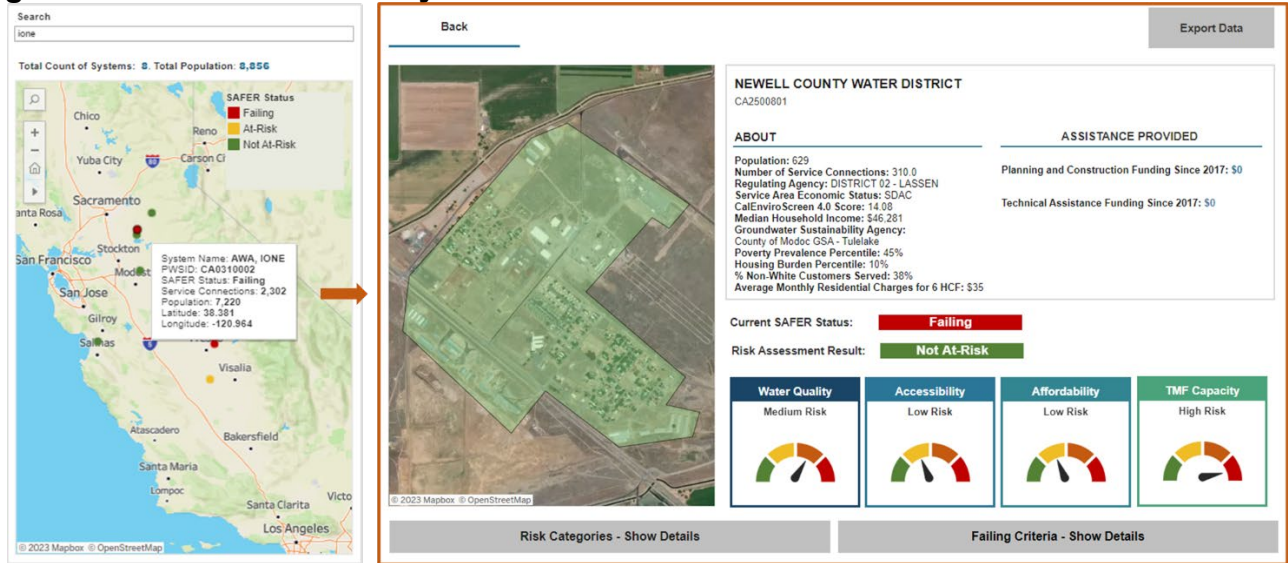 Search
ione
Total Count of Systems: 8. Total Population: 8,856
SAFER Status
Failing
At-Risk
Not At-Risk
Chico
Reno
Yuba City
80
Carson Ci
Sacramento
anta Rosa
Stockton
San Francisco
Modest
San Jose
Gilroy
Salinas
5
Visalia
Atascadero
Bakersfield
Santa Maria
Lompoc
Santa Clarita
Victo
Los Angeles
System Name: AWA, IONE
PWSID: CA0310002
SAFER Status: Failing
Service Connections: 2,302
Population: 7,220
Latitude: 38.381
Longitude: -120.964
© 2023 Mapbox © OpenStreetMap
Back
Export Data
© 2023 Mapbox © OpenStreetMap
NEWELL COUNTY WATER DISTRICT
CA2500801
ABOUT
Population: 629
Number of Service Connections: 310.0
Regulating Agency: DISTRICT 02 - LASSEN
Service Area Economic Status: SDAC
CalEnviroScreen 4.0 Score: 14.08
Median Household Income: $46,281
Groundwater Sustainability Agency:
County of Modoc GSA - Tulelake
Poverty Prevalence Percentile: 45%
Housing Burden Percentile: 10%
% Non-White Customers Served: 38%
Average Monthly Residential Charges for 6 HCF: $35
ASSISTANCE PROVIDED
Planning and Construction Funding Since 2017: $0
Technical Assistance Funding Since 2017: $0
Current SAFER Status: Failing
Risk Assessment Result: Not At-Risk
Water Quality
Medium Risk
Accessibility
Low Risk
Affordability
Low Risk
TMF Capacity
High Risk
Risk Categories - Show Details
Failing Criteria - Show Details